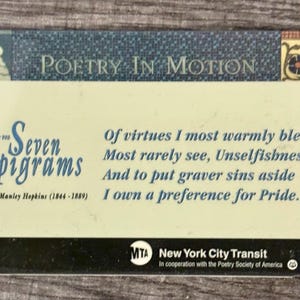 POETRY IN MOTION
Seven
pigrams
Manley Hopkins (1844 - 1889)
Of virtues I most warmly ble
Most rarely see, Unselfishnes
And to put graver sins aside
I own a preference for Pride.
MTA
New York City Transit
In cooperation with the Poetry Society of America